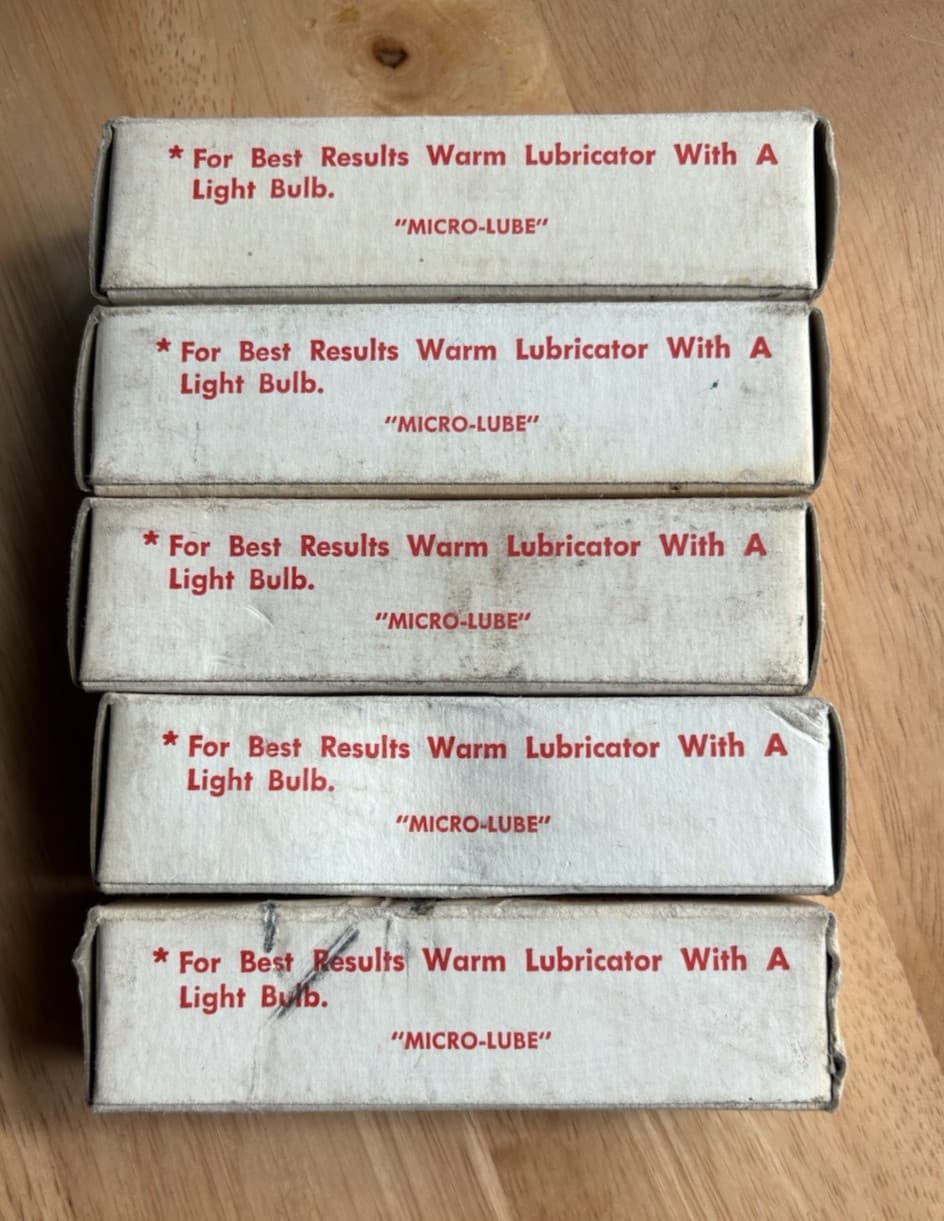 * For Best Results Warm Lubricator With A
Light Bulb.
"MICRO-LUBE"
* For Best Results Warm Lubricator With A
Light Bulb.
"MICRO-LUBE"
* For Best Results Warm Lubricator With A
Light Bulb.
"MICRO-LUBE"
* For Best Results Warm Lubricator With A
Light Bulb.
"MICRO-LUBE"
* For Best Results Warm Lubricator With A
Light Bulb.
"MICRO-LUBE"